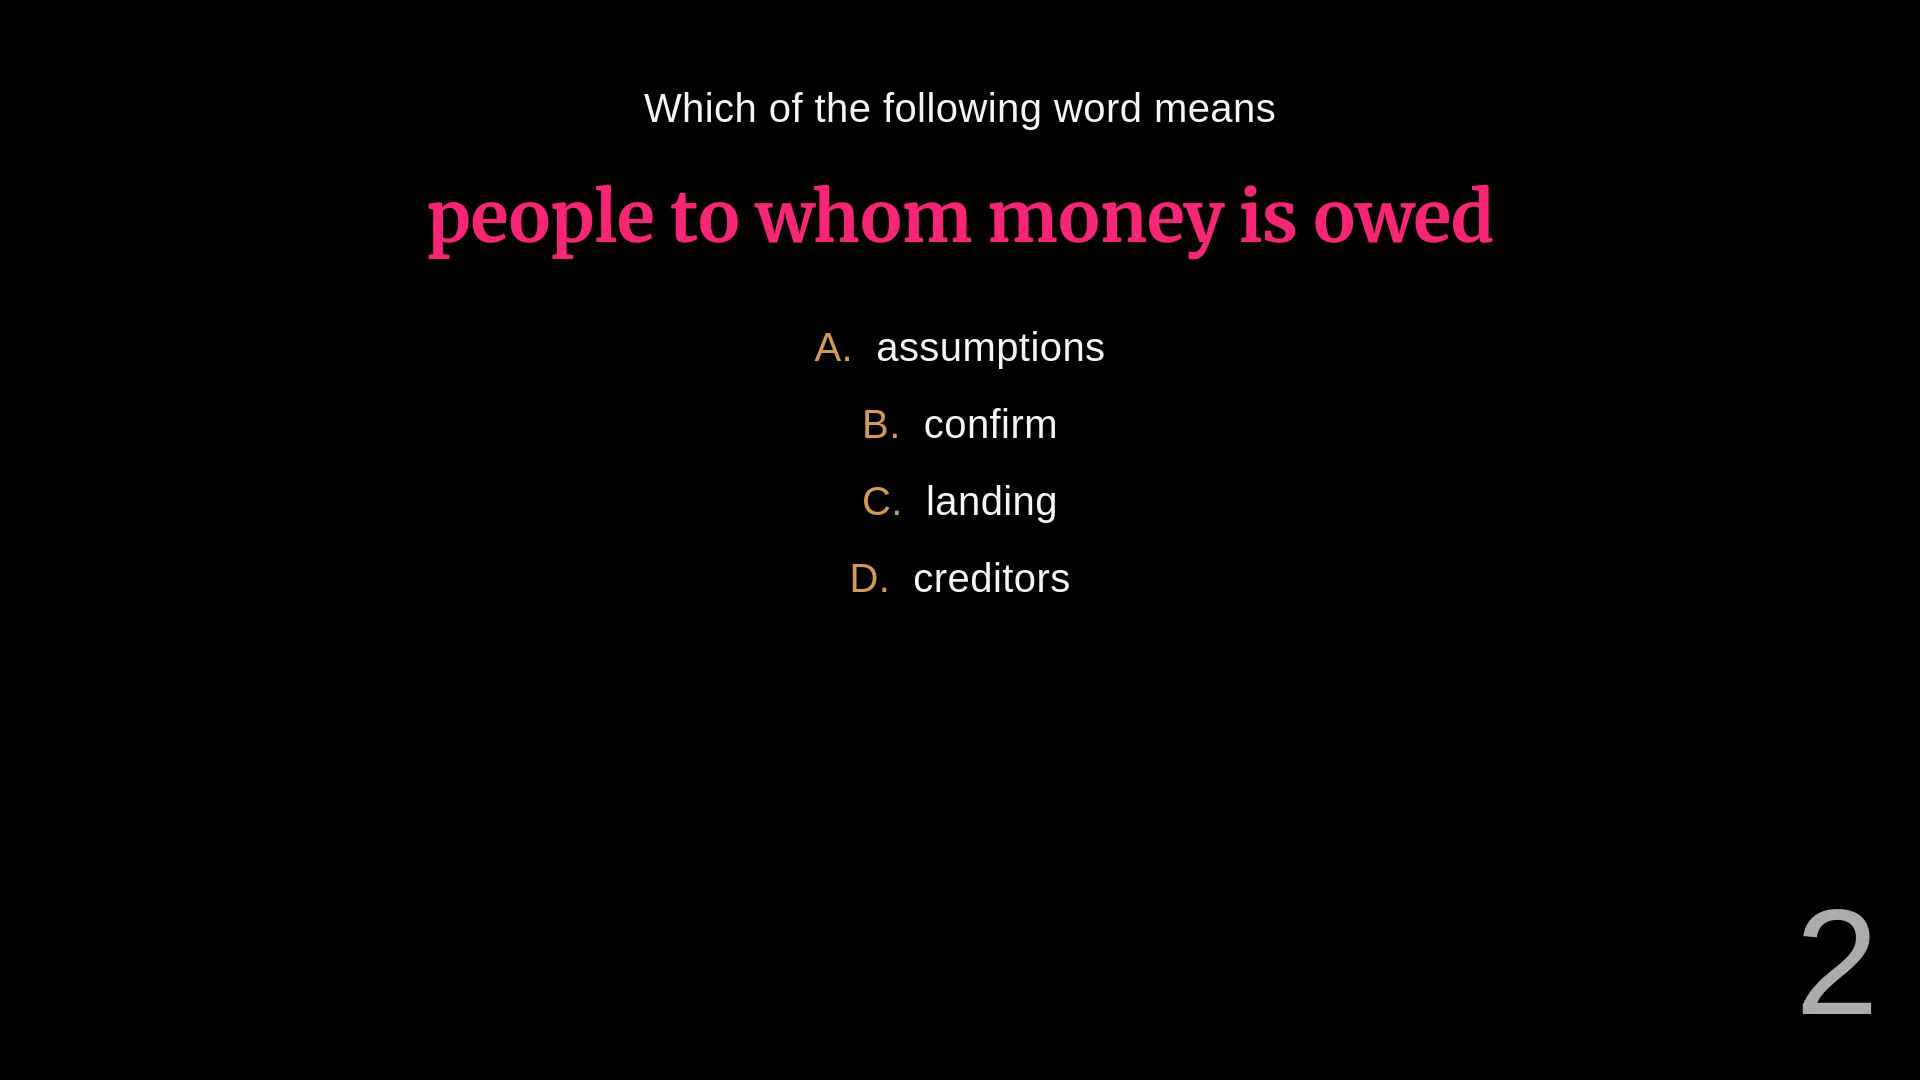 Which of the following word means
people to whom money is owed
A. assumptions
B. confirm
C. landing
D. creditors
2